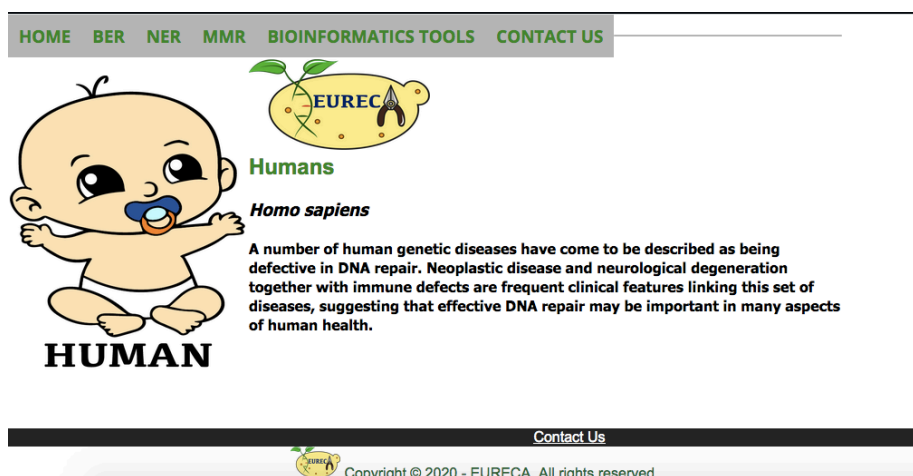 HOME BER NER MMR BIOINFORMATICS TOOLS CONTACT US
EURECA
Humans
Homo sapiens
A number of human genetic diseases have come to be described as being
defective in DNA repair. Neoplastic disease and neurological degeneration
together with immune defects are frequent clinical features linking this set of
diseases, suggesting that effective DNA repair may be important in many aspects
of human health.
HUMAN
Contact Us
EURECA
Copyright © 2020 - EURECA. All rights reserved